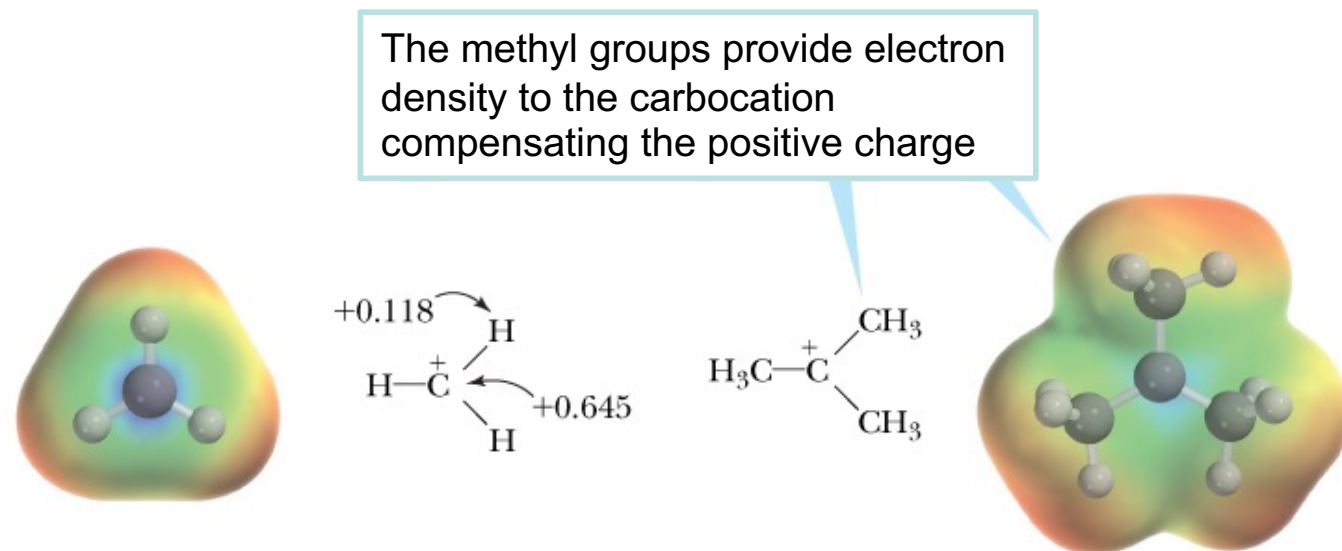 The methyl groups provide electron
density to the carbocation
compensating the positive charge
+0.118
H
H—C
+
+0.645
H
CH₃
H₃C—C
+
CH₃